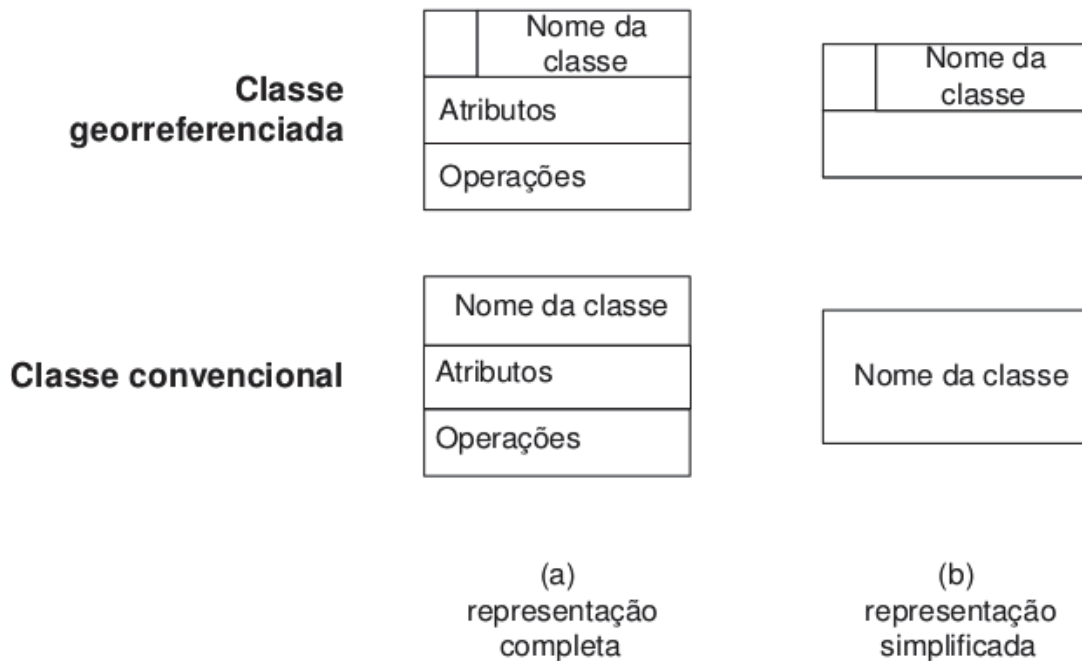 Classe
georreferenciada
Nome da
classe
Atributos
Operações
Nome da
classe
Classe convencional
Nome da classe
Atributos
Operações
Nome da classe
(a)
representação
completa
(b)
representação
simplificada